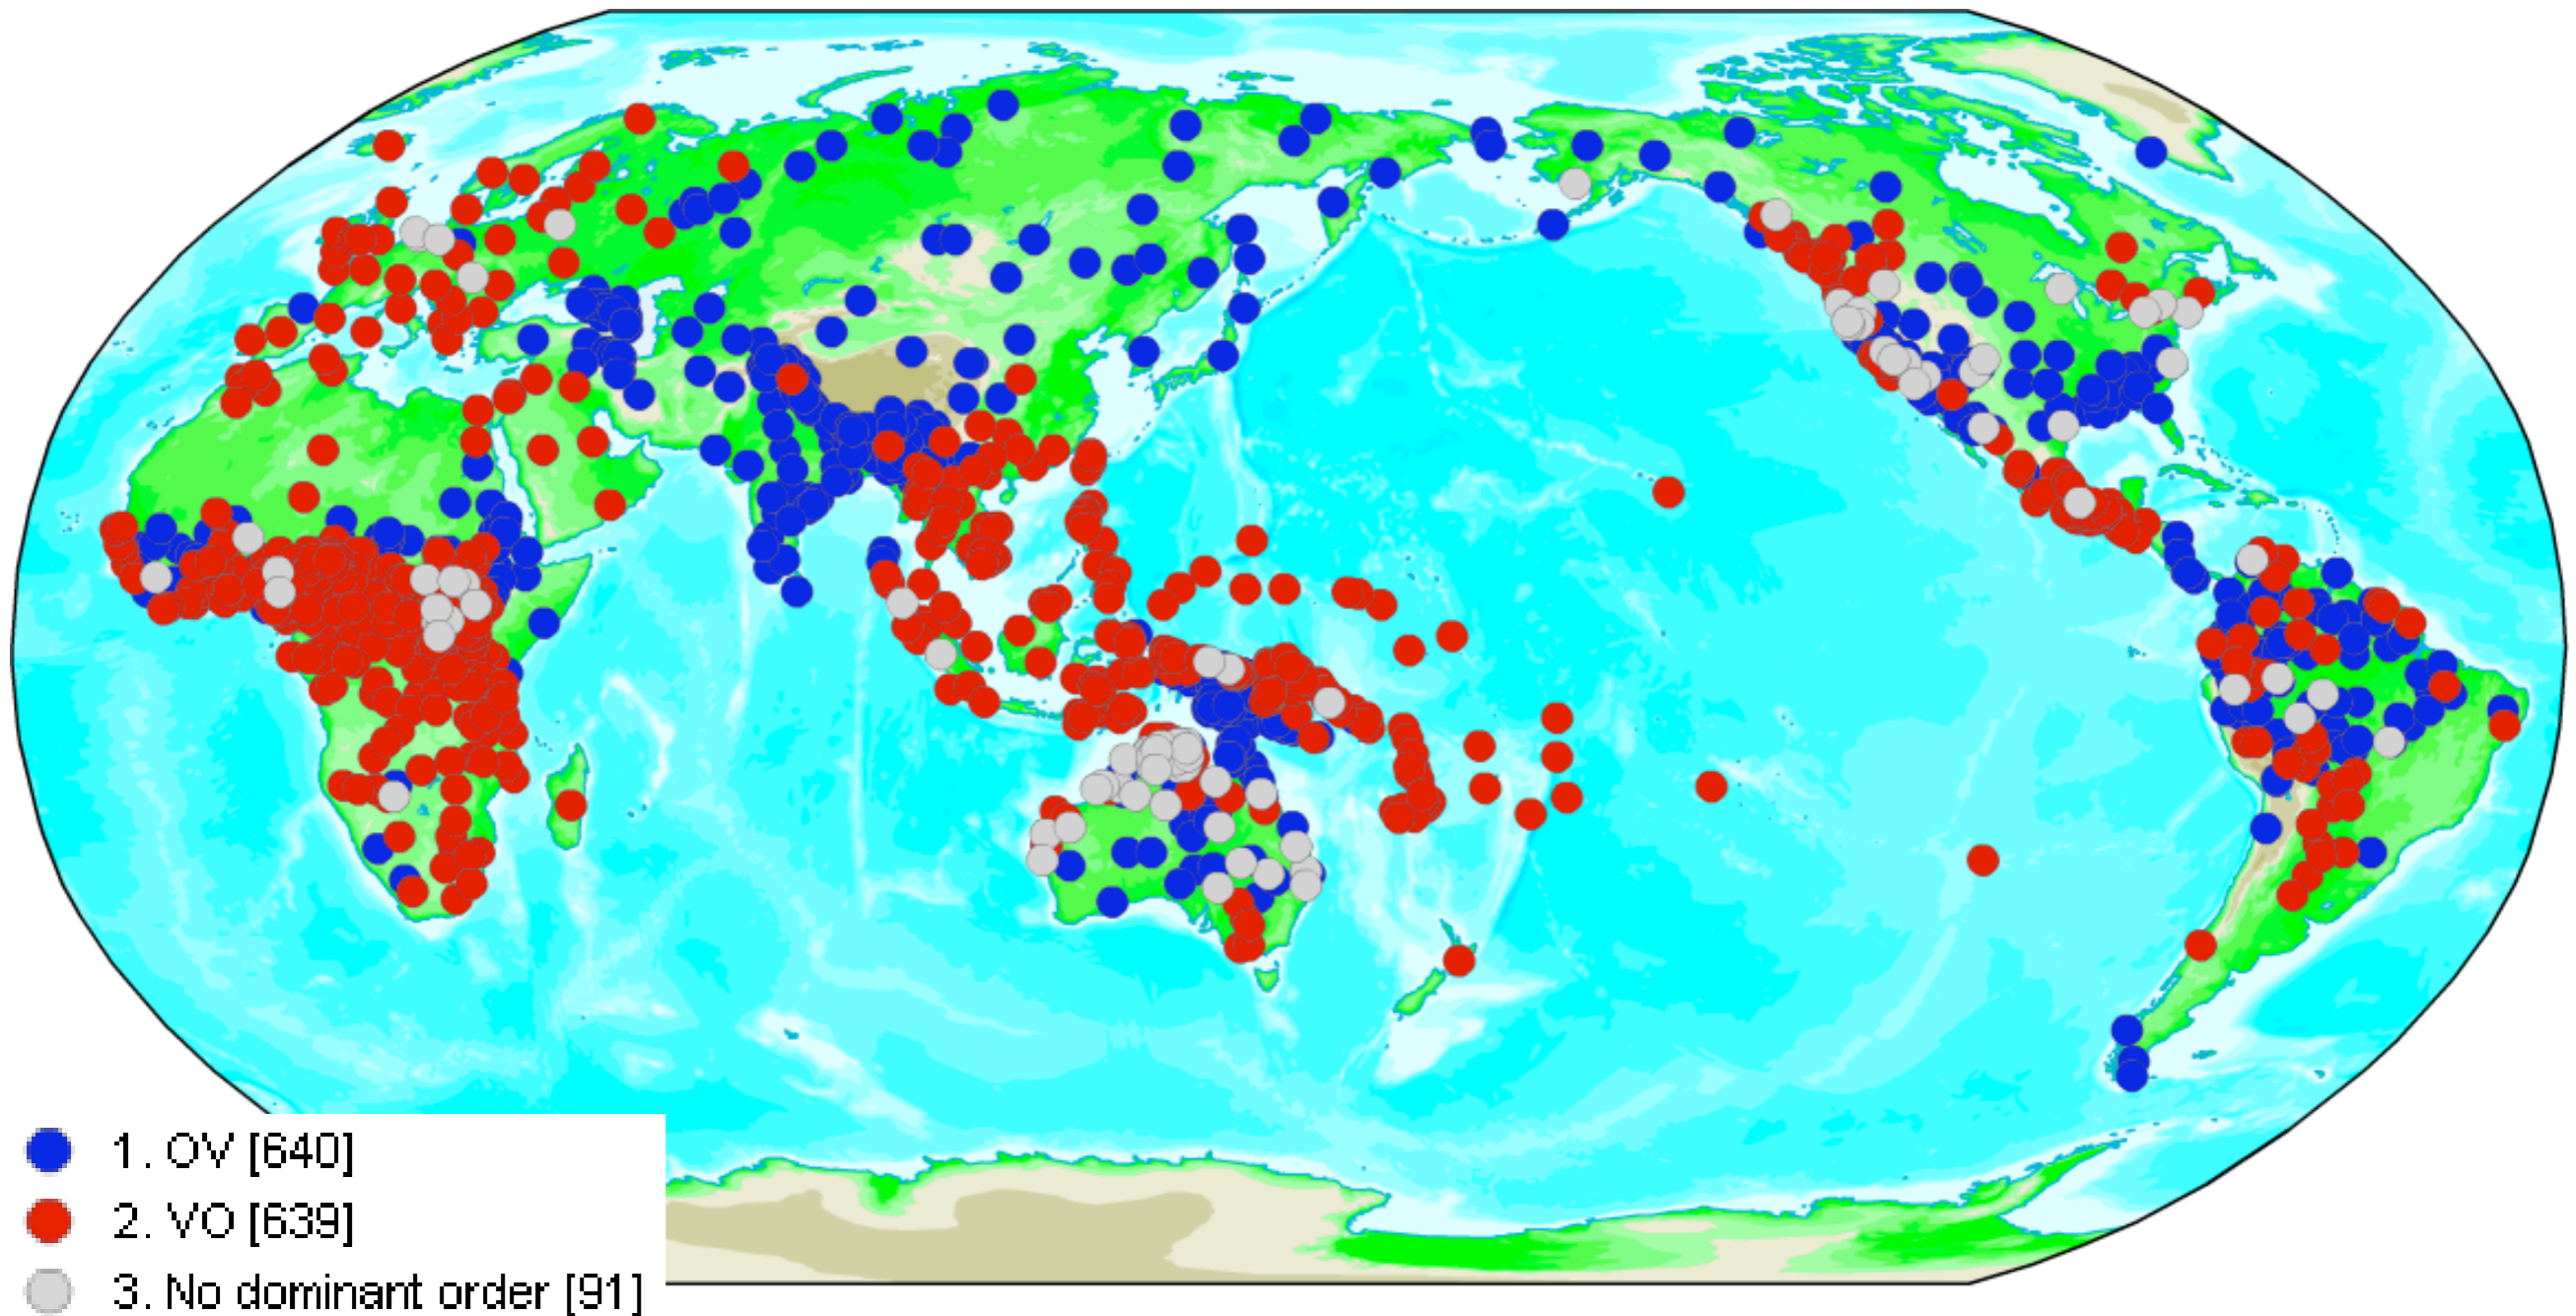 1. OV [640]
2. VO [639]
3. No dominant order [91]